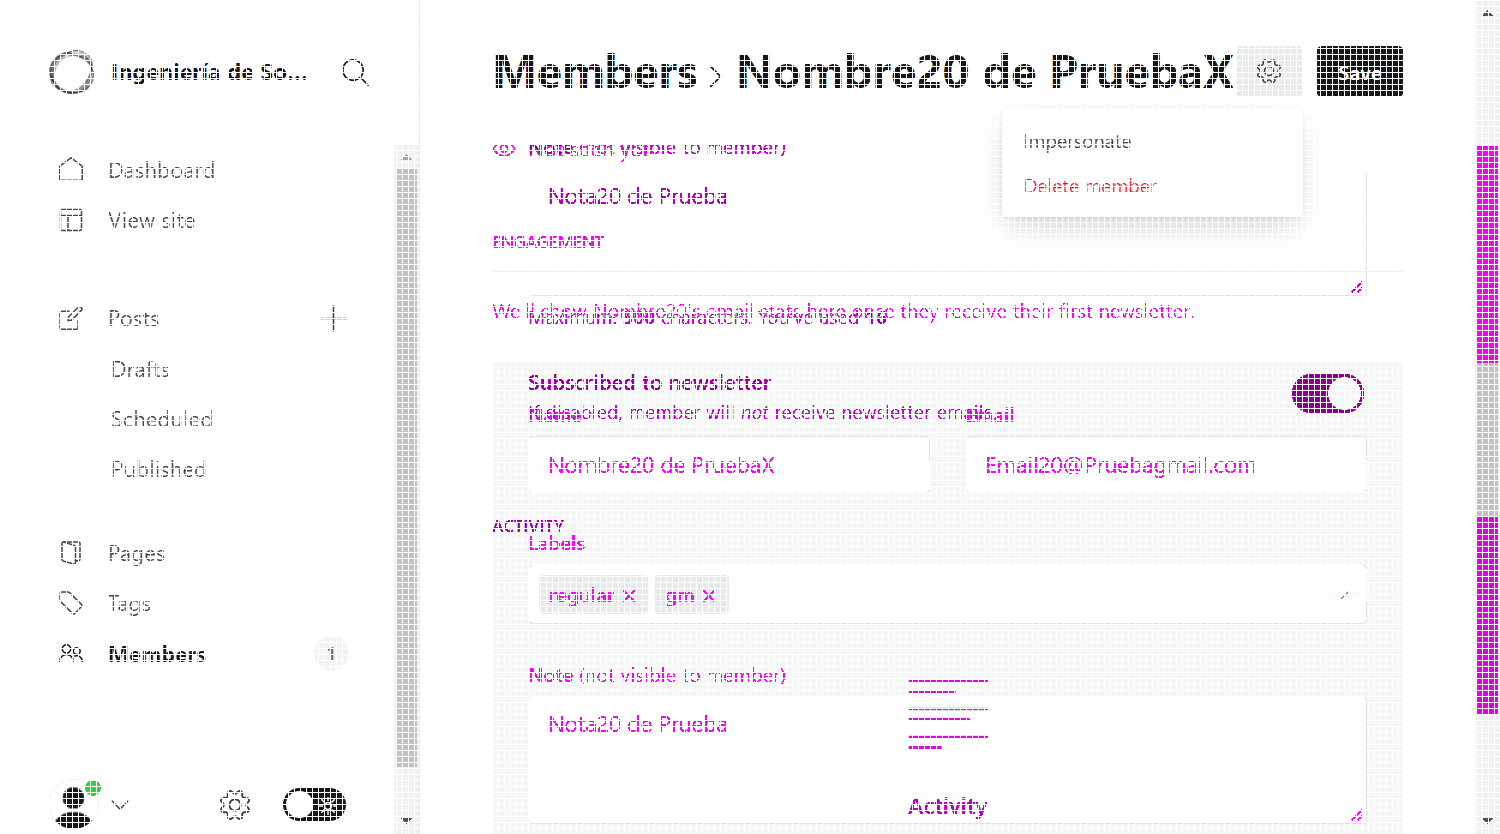 Ingeniería de So...
Dashboard
View site
Posts
Drafts
Scheduled
Published
Pages
Tags
Members 1
Members › Nombre20 de PruebaX
Save
Impersonate
Delete member
Note (not visible to member)
Nota20 de Prueba
ENGAGEMENT
We'll show Nombre20's email stats here once they receive their first newsletter.
Maximum: 500 characters. You've used 16
Subscribed to newsletter
If disabled, member will not receive newsletter emails
Name
Email
Nombre20 de PruebaX
Email20@Pruebagmail.com
ACTIVITY
Labels
regular X gm X
Note (not visible to member)
Nota20 de Prueba
Activity